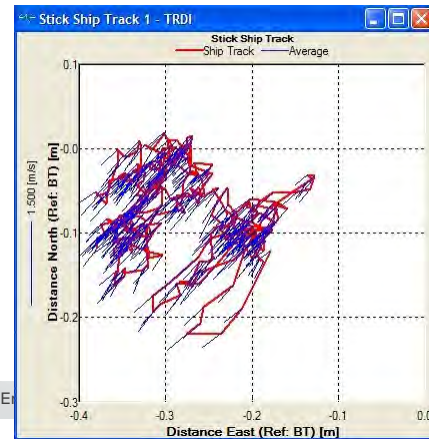 Stick Ship Track 1 - TRDI
Stick Ship Track
Ship Track Average
0.1
-0.0
-0.1
-0.2
-0.3
-0.4 -0.3 -0.2 -0.1 0.0
Distance North (Ref: BT) [m]
1.500 [m/s]
Distance East (Ref: BT) [m]